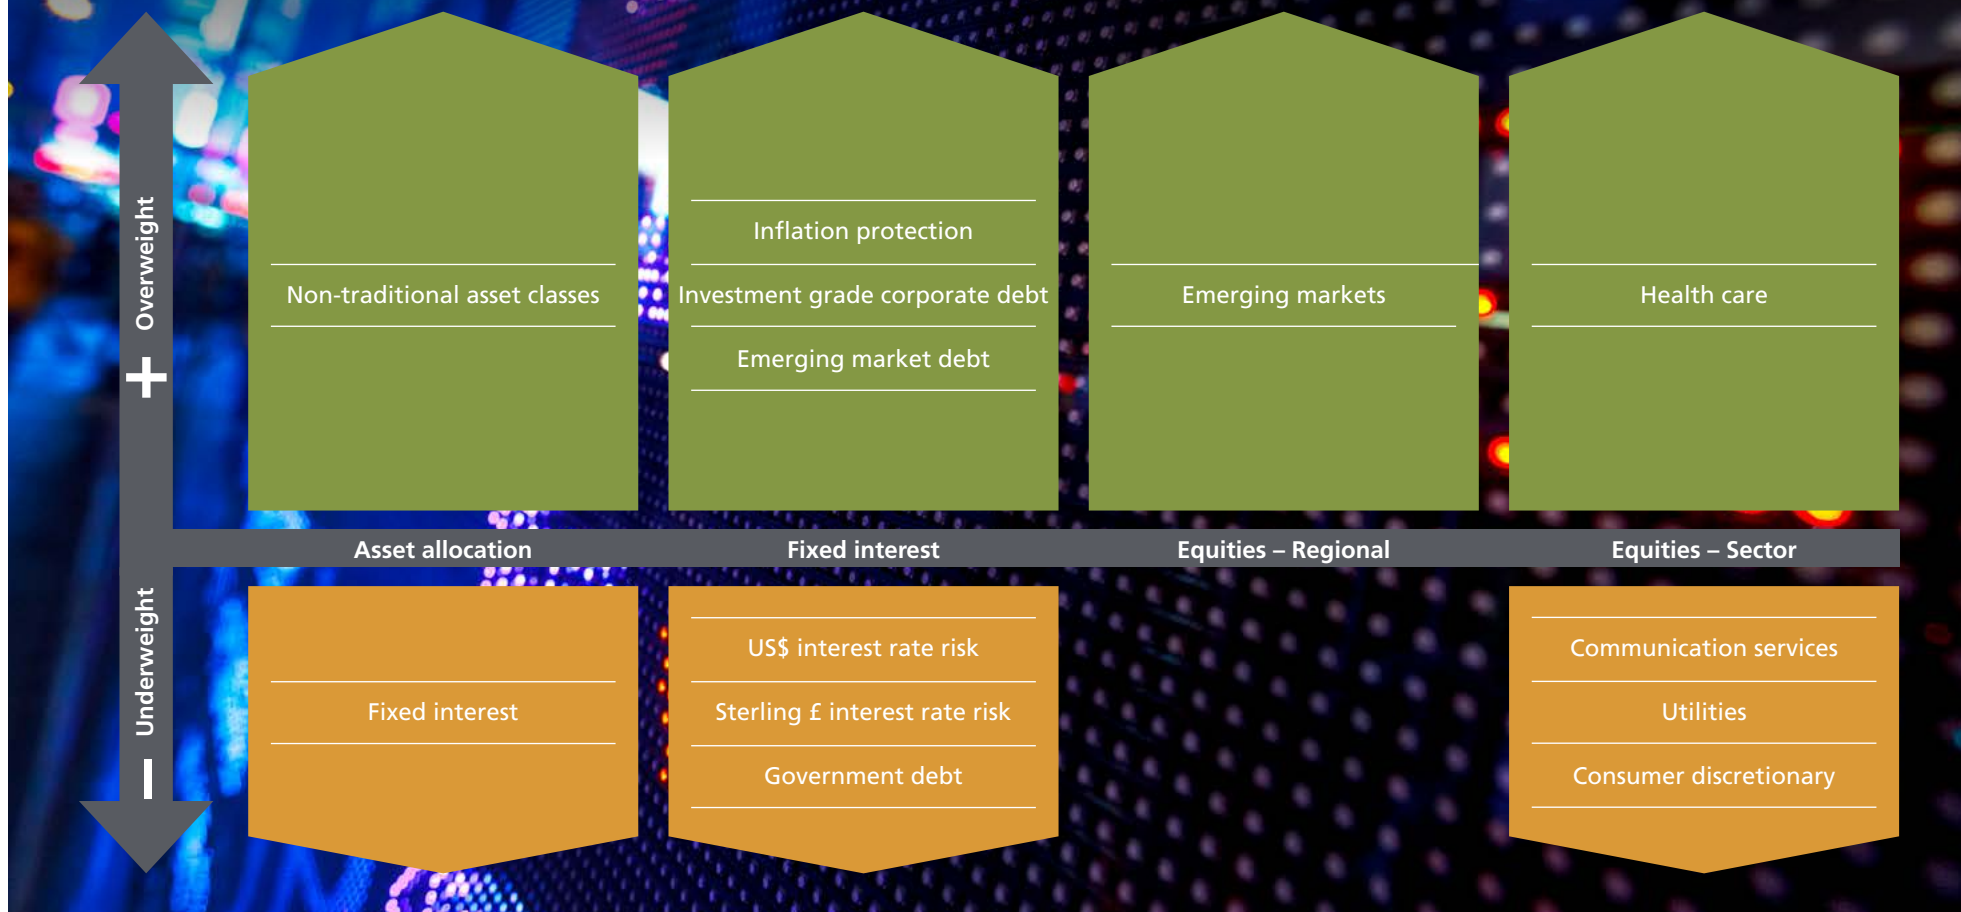 Overweight
+
Non-traditional asset classes
Inflation protection
Investment grade corporate debt
Emerging market debt
Emerging markets
Health care
Asset allocation
Fixed interest
Equities – Regional
Equities – Sector
Underweight
–
Fixed interest
US$ interest rate risk
Sterling £ interest rate risk
Government debt
Communication services
Utilities
Consumer discretionary